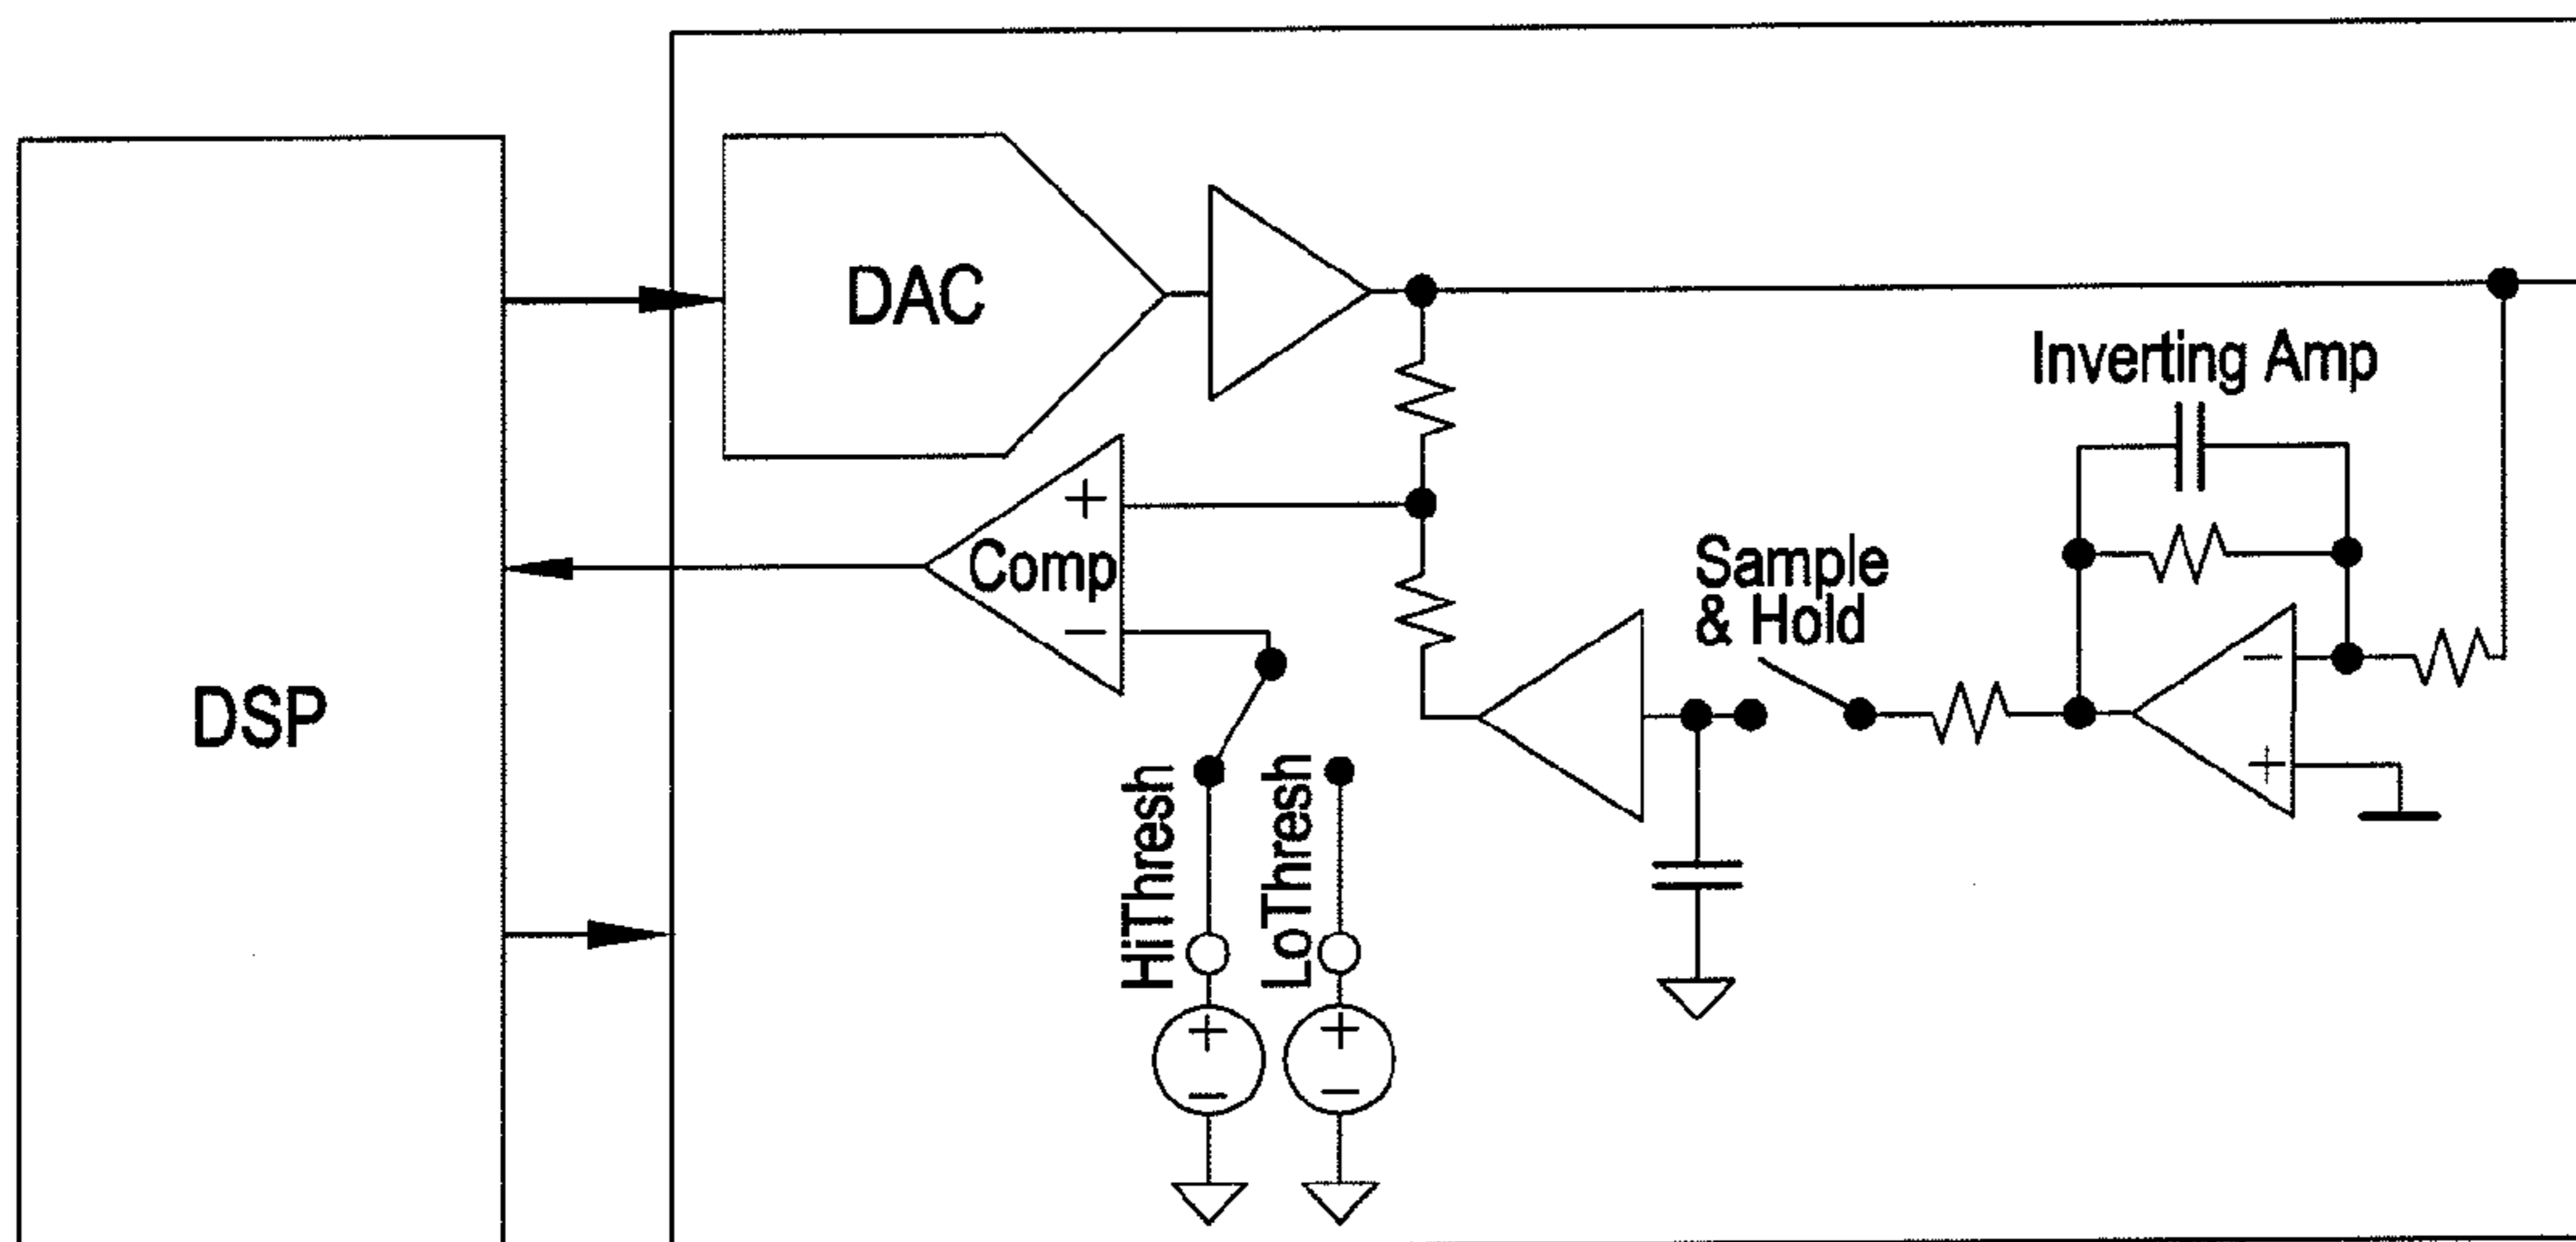 DAC
Inverting Amp
+
Comp
−
Sample
& Hold
DSP
−
+
HiThresh
LoThresh
+
−
+
−